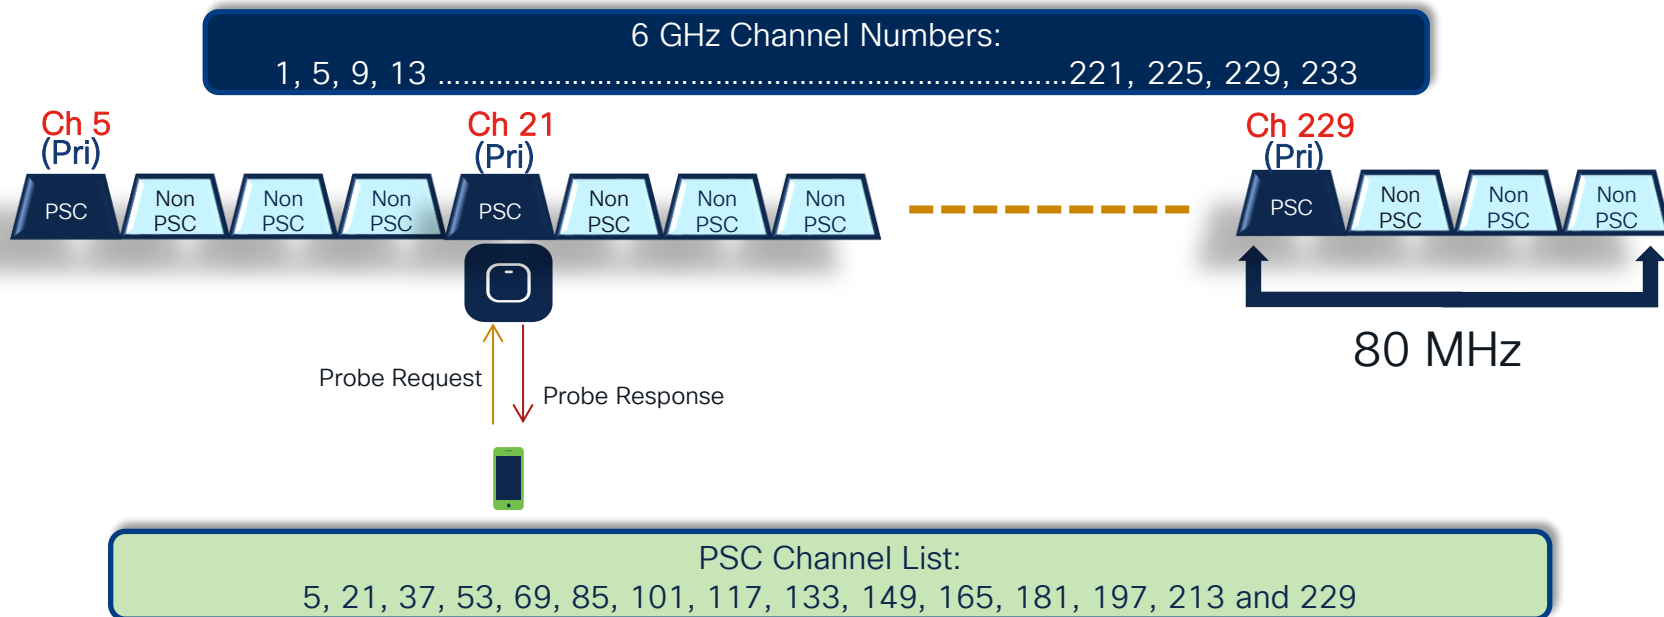 6 GHz Channel Numbers:
1, 5, 9, 13 ................................................................................................221, 225, 229, 233
Ch 5
(Pri)
Ch 21
(Pri)
Ch 229
(Pri)
PSC
Non
PSC
Non
PSC
Non
PSC
PSC
Non
PSC
Non
PSC
Non
PSC
PSC
Non
PSC
Non
PSC
Non
PSC
80 MHz
Probe Request
Probe Response
PSC Channel List:
5, 21, 37, 53, 69, 85, 101, 117, 133, 149, 165, 181, 197, 213 and 229